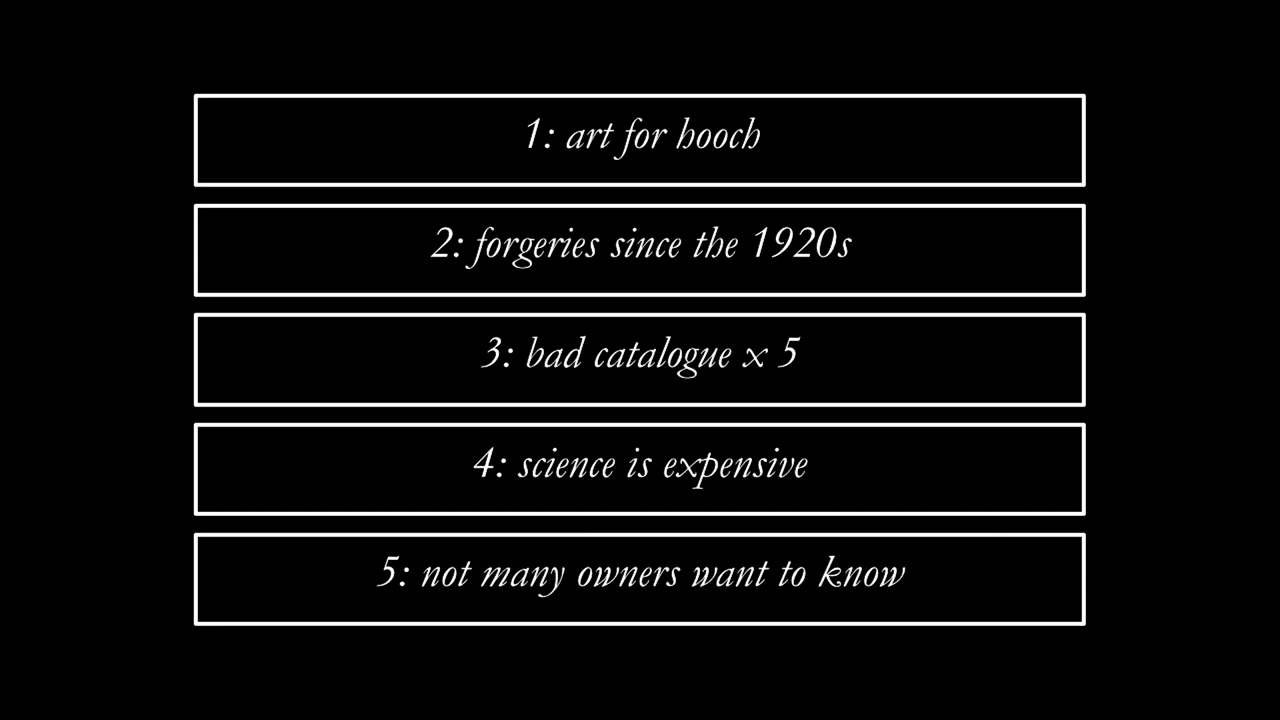 1: art for hooch
2: forgeries since the 1920s
3: bad catalogue x 5
4: science is expensive
5: not many owners want to know